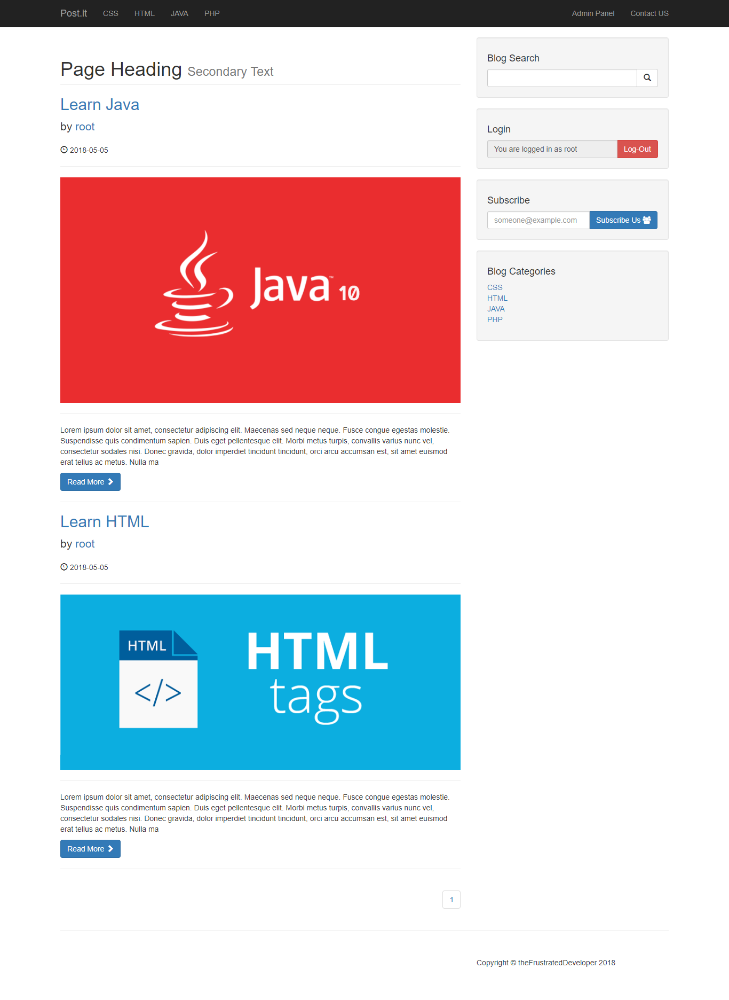 Post.it CSS HTML JAVA PHP Admin Panel Contact US
Page Heading Secondary Text
Learn Java
by root
2018-05-05
Java™ 10
Lorem ipsum dolor sit amet, consectetur adipiscing elit. Maecenas sed neque neque. Fusce congue egestas molestie.
Suspendisse quis condimentum sapien. Duis eget pellentesque elit. Morbi metus turpis, convallis varius nunc vel,
consectetur sodales nisi. Donec gravida, dolor imperdiet tincidunt tincidunt, orci arcu accumsan est, sit amet euismod
erat tellus ac metus. Nulla ma
Read More
Learn HTML
by root
2018-05-05
HTML
</>
HTML
tags
Lorem ipsum dolor sit amet, consectetur adipiscing elit. Maecenas sed neque neque. Fusce congue egestas molestie.
Suspendisse quis condimentum sapien. Duis eget pellentesque elit. Morbi metus turpis, convallis varius nunc vel,
consectetur sodales nisi. Donec gravida, dolor imperdiet tincidunt tincidunt, orci arcu accumsan est, sit amet euismod
erat tellus ac metus. Nulla ma
Read More
1
Blog Search
Login
You are logged in as root Log-Out
Subscribe
someone@example.com Subscribe Us
Blog Categories
CSS
HTML
JAVA
PHP
Copyright © theFrustratedDeveloper 2018